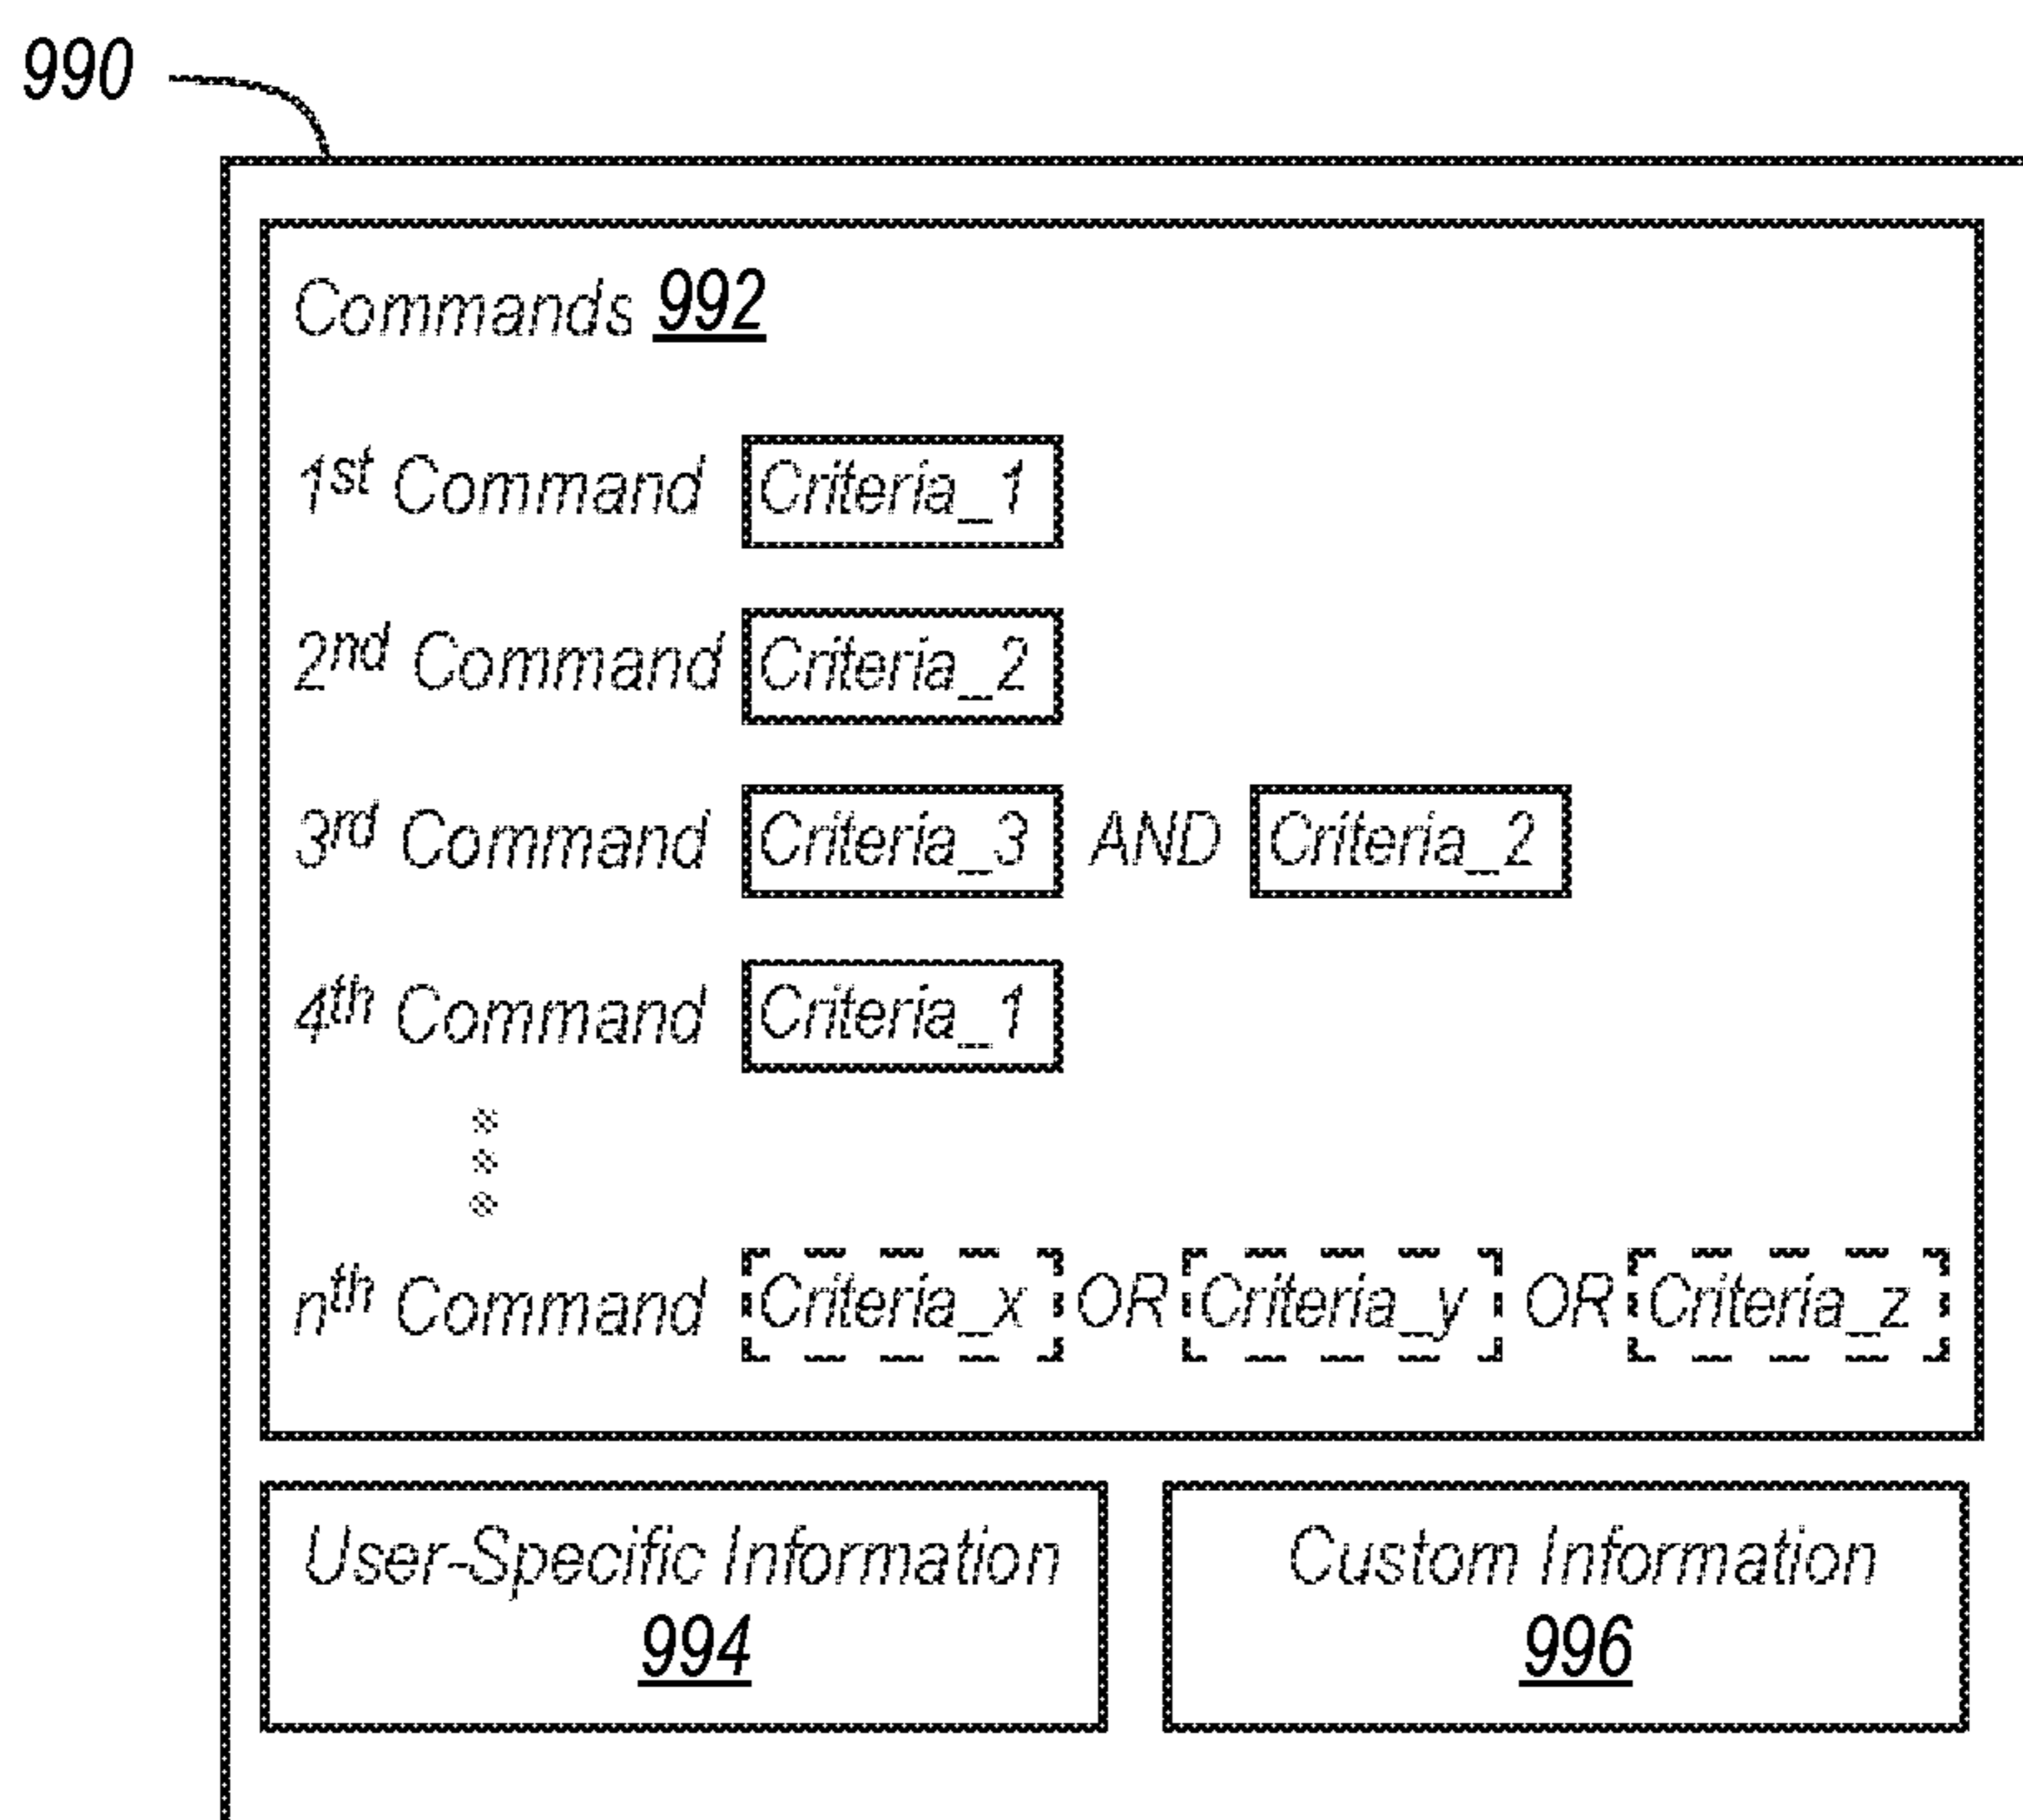 990
Commands 992
1st Command Criteria_1
2nd Command Criteria_2
3rd Command Criteria_3 AND Criteria_2
4th Command Criteria_1
nth Command Criteria_x OR Criteria_y OR Criteria_z
User-Specific Information
994
Custom Information
996